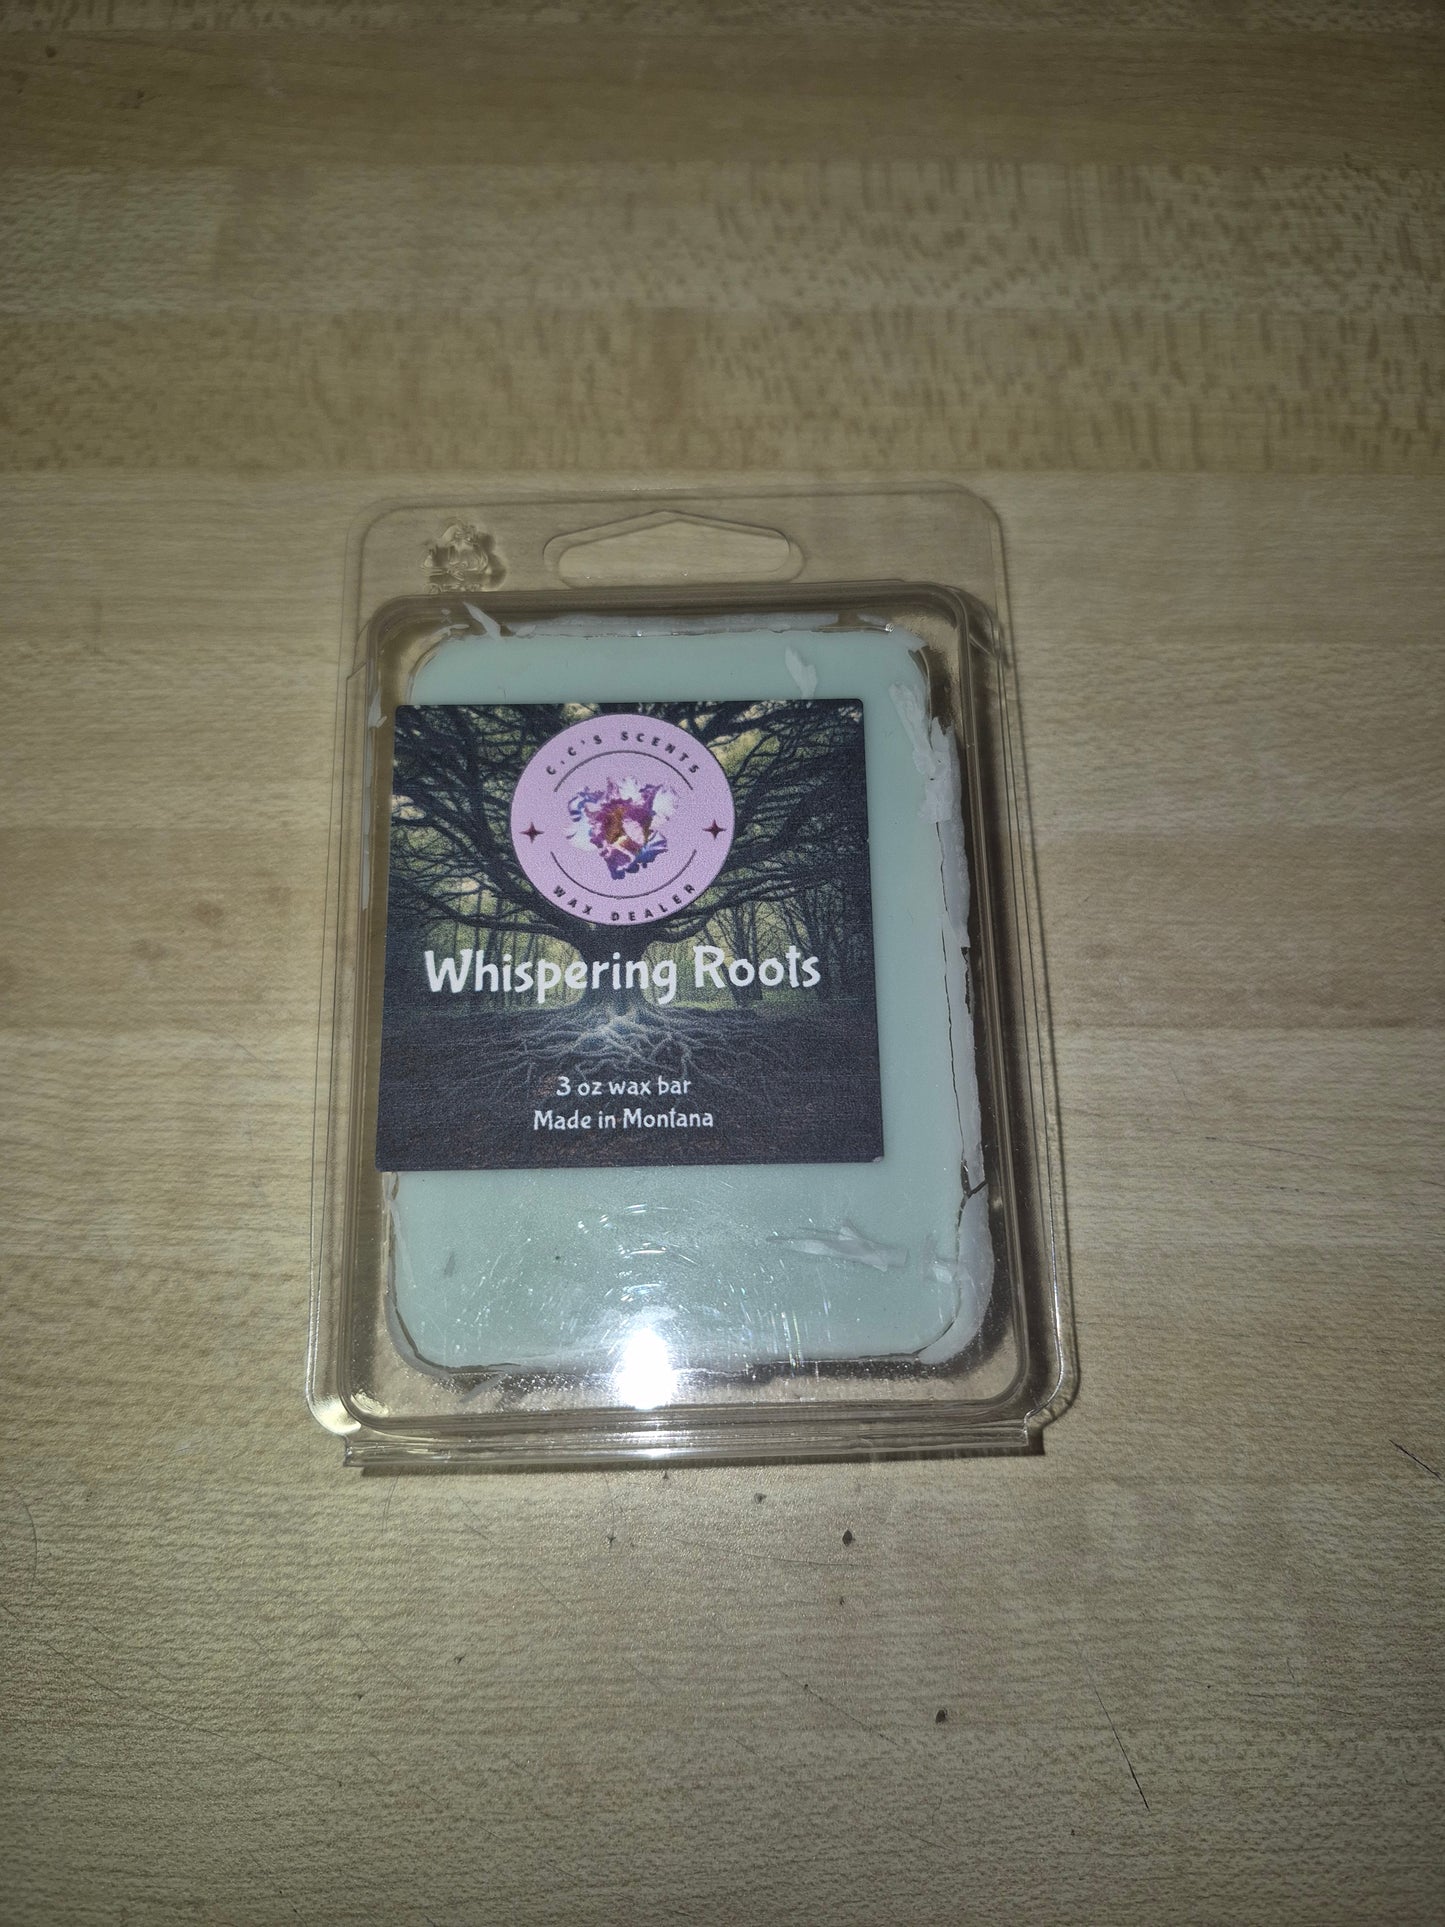 C.C'S SCENTS
WAX DEALER
Whispering Roots
3 oz wax bar
Made in Montana